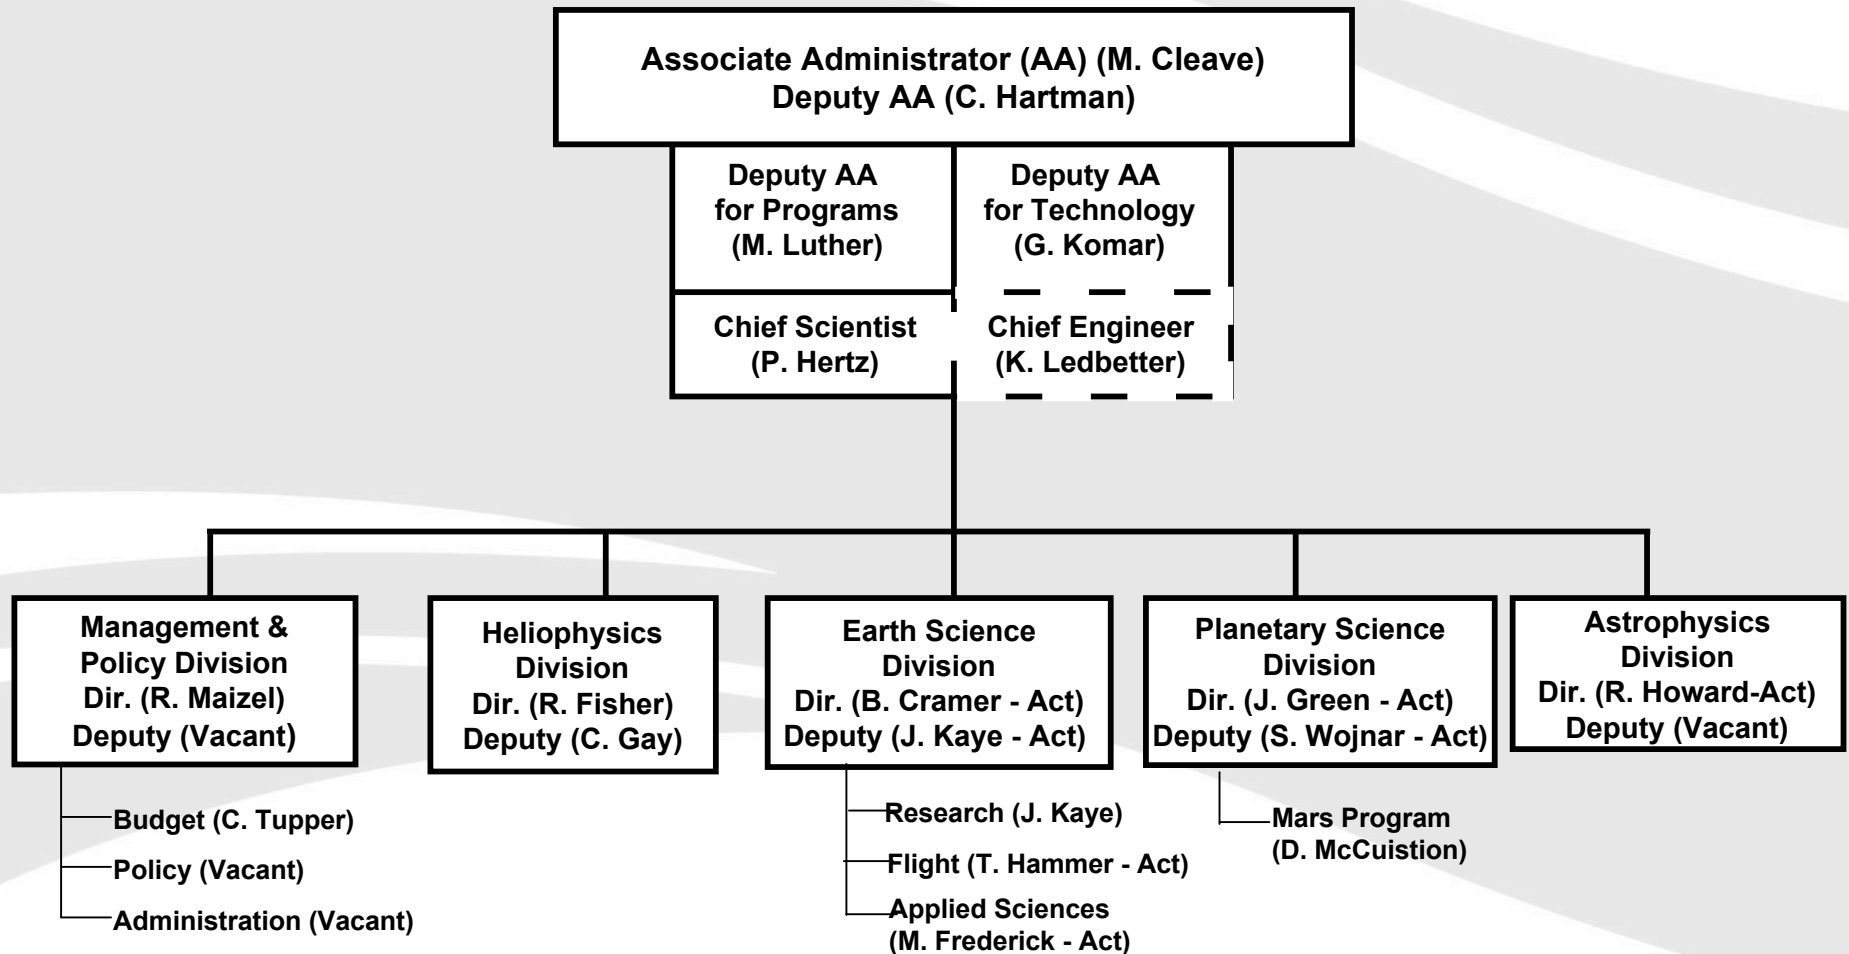 Associate Administrator (AA) (M. Cleave)
Deputy AA (C. Hartman)
Deputy AA
for Programs
(M. Luther)
Deputy AA
for Technology
(G. Komar)
Chief Scientist
(P. Hertz)
Chief Engineer
(K. Ledbetter)
Management &
Policy Division
Dir. (R. Maizel)
Deputy (Vacant)
Budget (C. Tupper)
Policy (Vacant)
Administration (Vacant)
Heliophysics
Division
Dir. (R. Fisher)
Deputy (C. Gay)
Earth Science
Division
Dir. (B. Cramer - Act)
Deputy (J. Kaye - Act)
Research (J. Kaye)
Flight (T. Hammer - Act)
Applied Sciences
(M. Frederick - Act)
Planetary Science
Division
Dir. (J. Green - Act)
Deputy (S. Wojnar - Act)
Mars Program
(D. McCuistion)
Astrophysics
Division
Dir. (R. Howard-Act)
Deputy (Vacant)